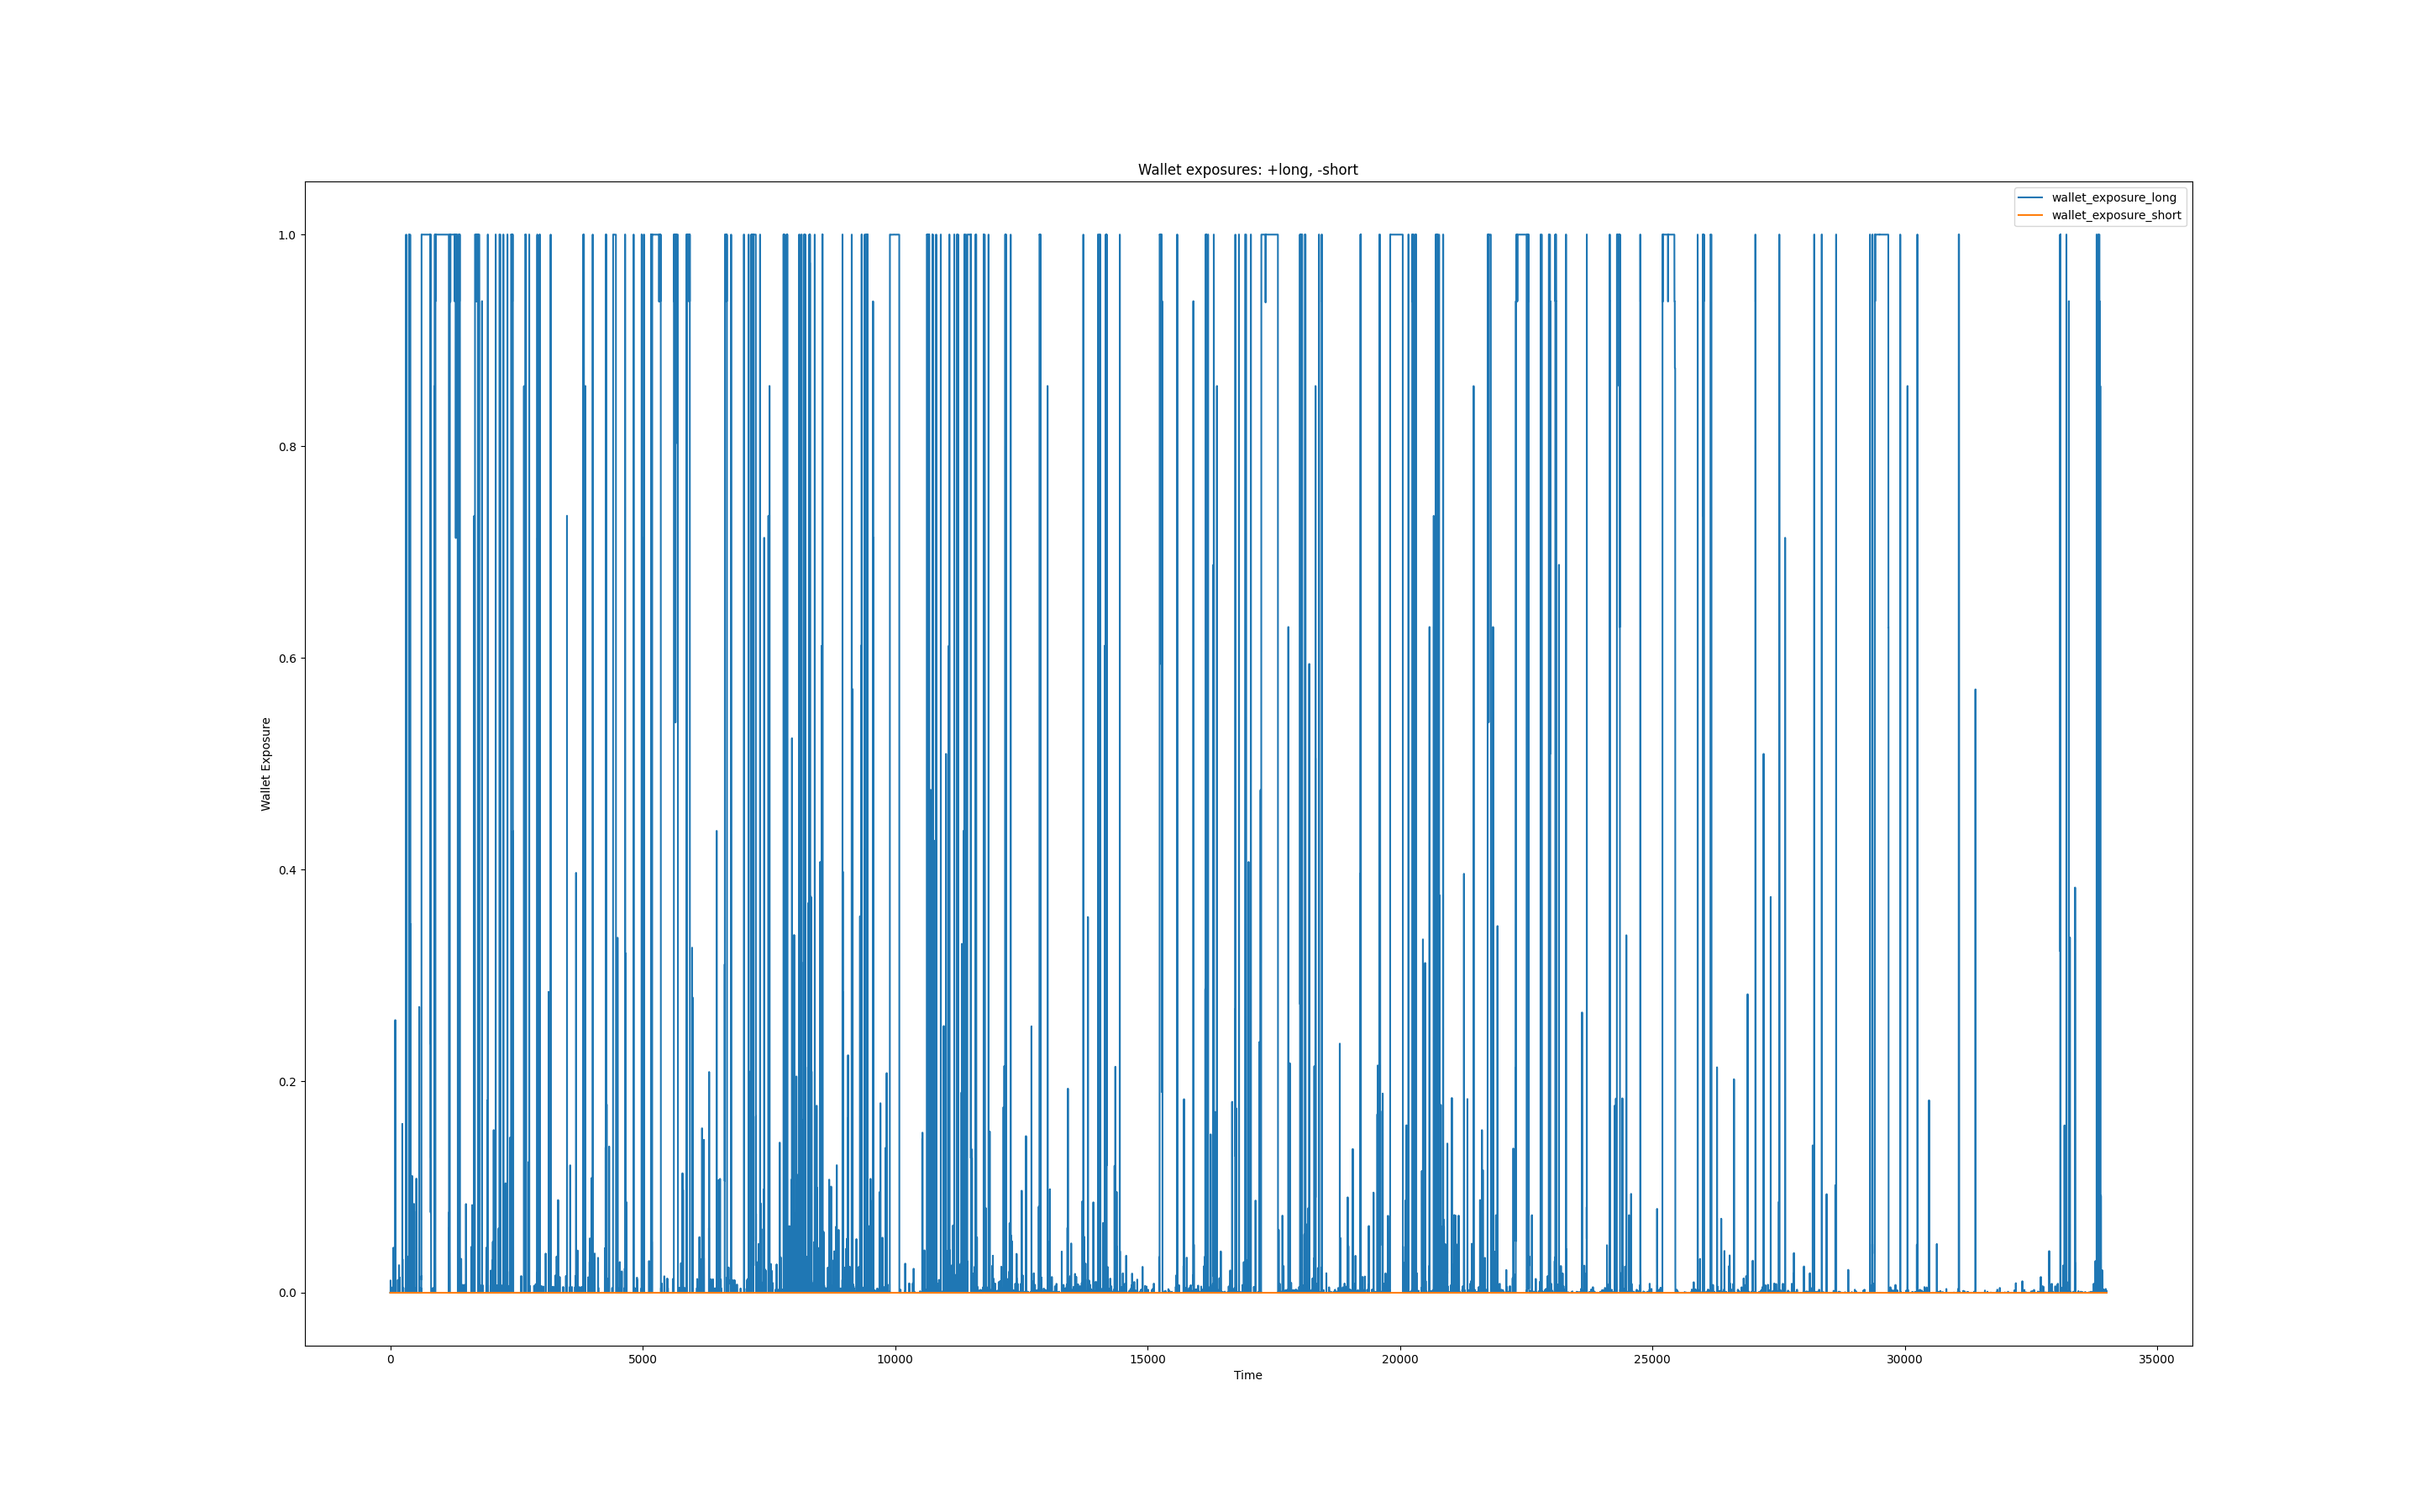 Wallet exposures: +long, -short
wallet_exposure_long
wallet_exposure_short
1.0
0.8
0.6
0.4
0.2
0.0
Wallet Exposure
0 5000 10000 15000 20000 25000 30000 35000
Time